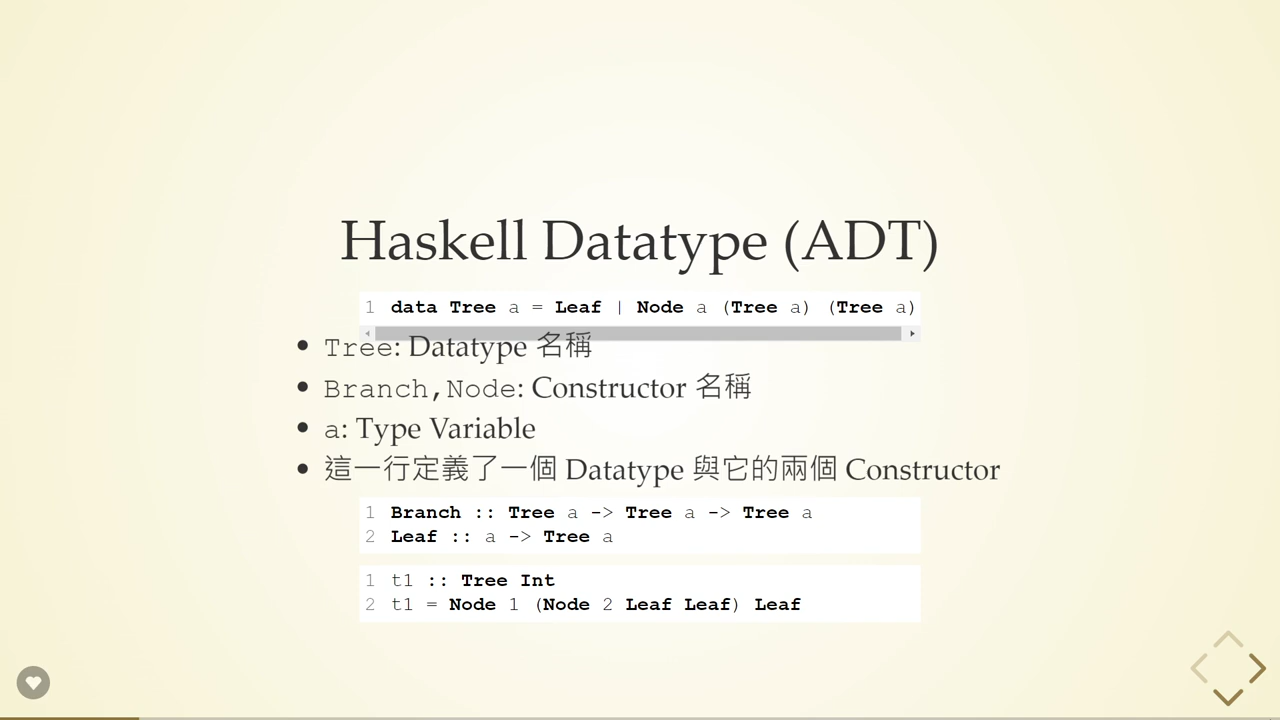 Haskell Datatype (ADT)
1 data Tree a = Leaf | Node a (Tree a) (Tree a)
Tree: Datatype 名稱
Branch,Node: Constructor 名稱
a: Type Variable
這一行定義了一個 Datatype 與它的兩個 Constructor
1 Branch :: Tree a -> Tree a -> Tree a
2 Leaf :: a -> Tree a
1 t1 :: Tree Int
2 t1 = Node 1 (Node 2 Leaf Leaf) Leaf